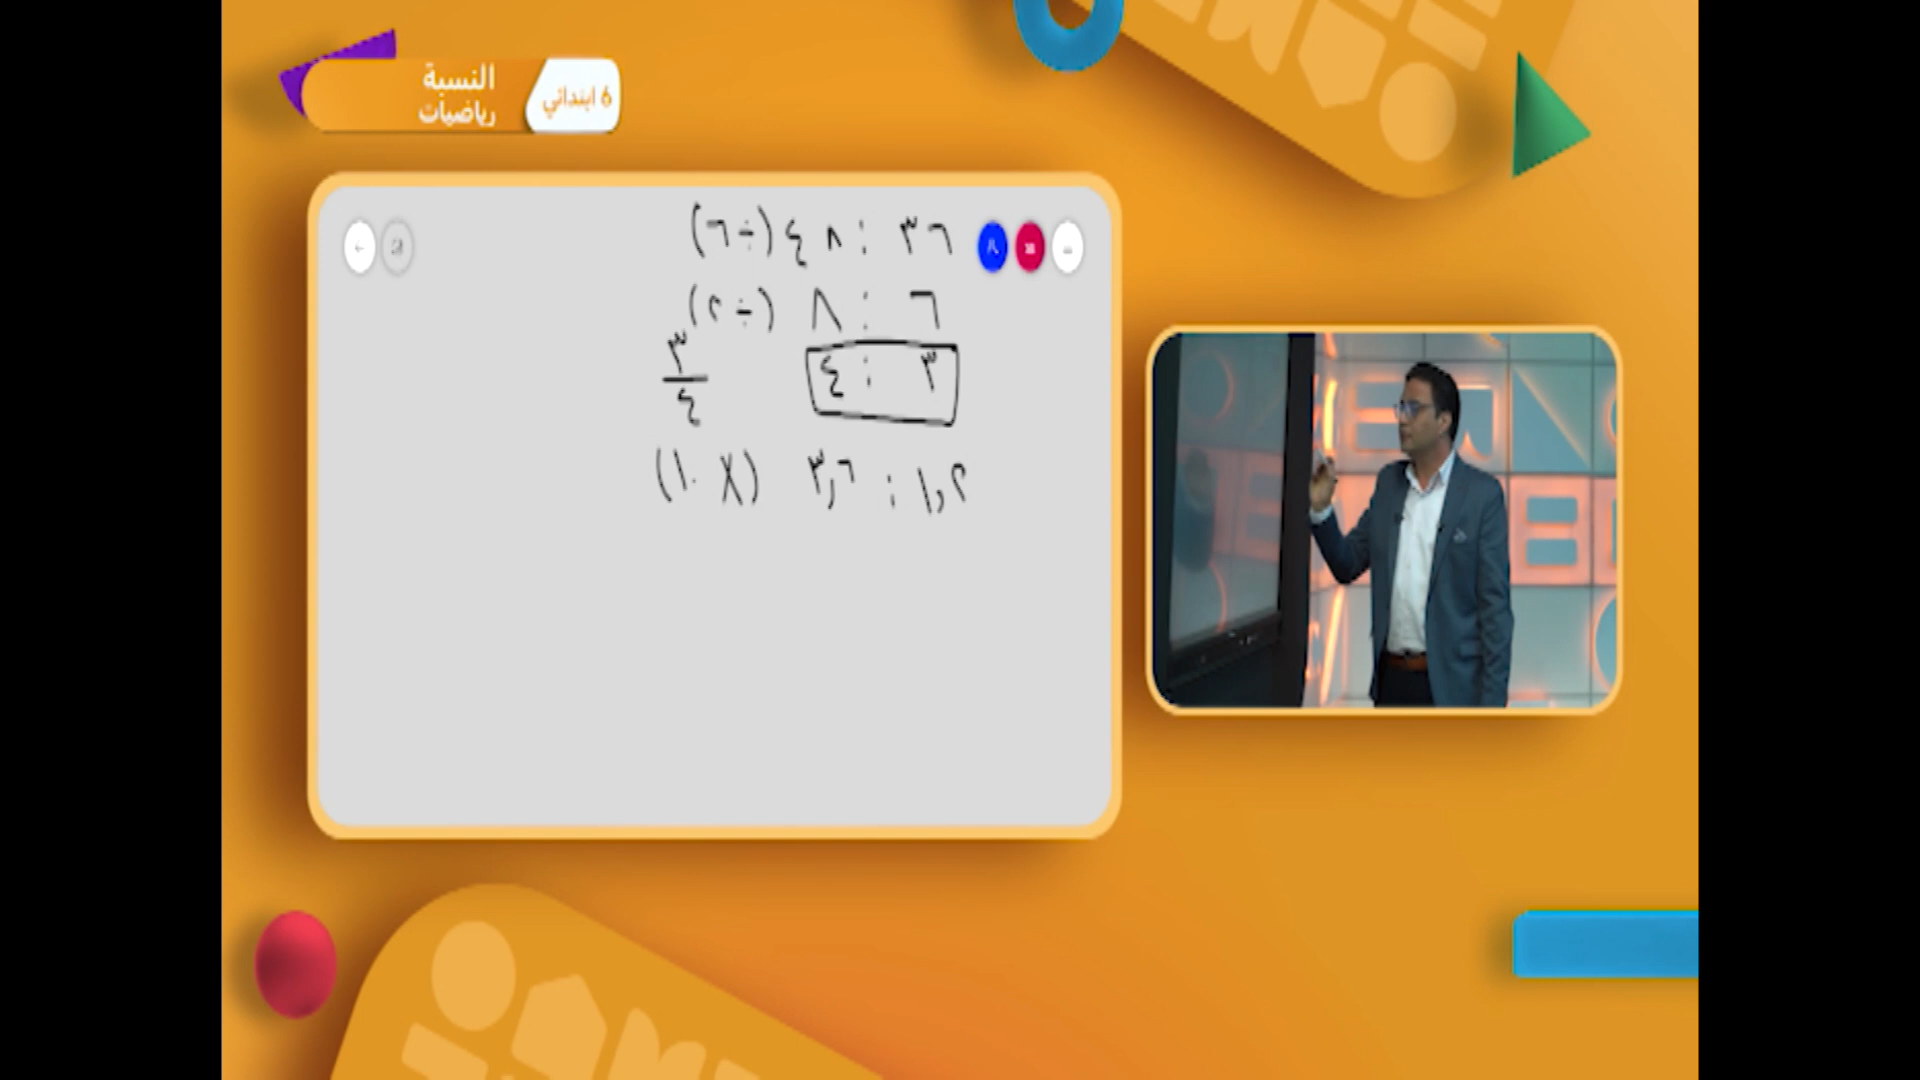 النسبة
رياضيات
6 ابتدائي
٣٦ : ٤٨ (÷٦)
٦ : ٨ (÷٢)
٣ : ٤
٣
٤
١,٢ : ٣,٦ (×١٠)